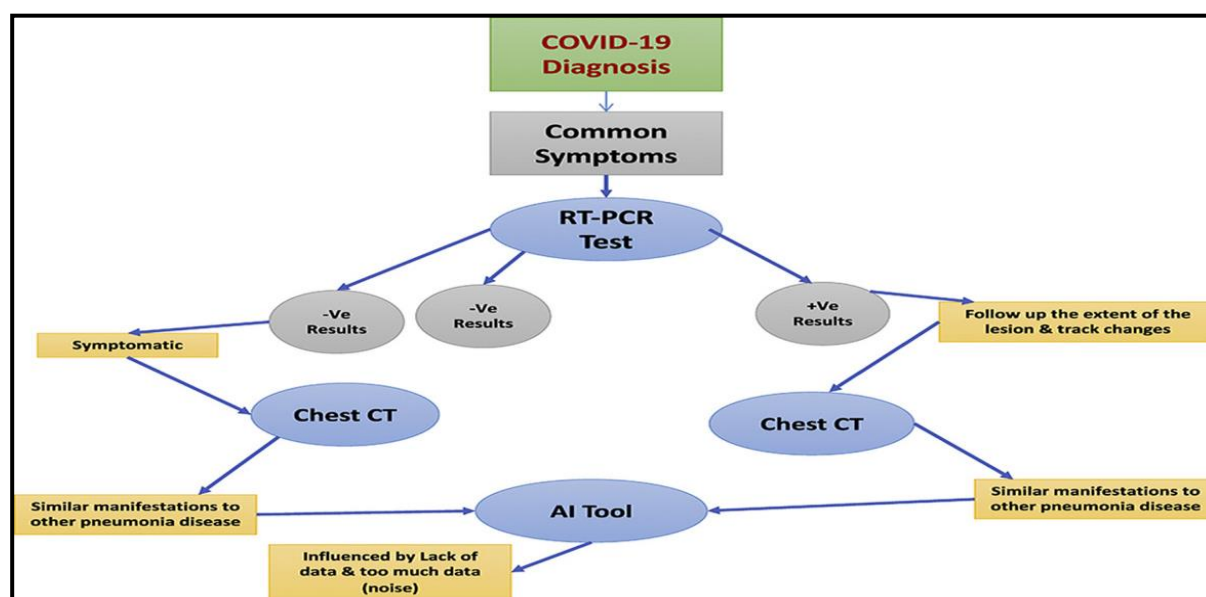 COVID-19
Diagnosis
Common
Symptoms
RT-PCR
Test
-Ve
Results
-Ve
Results
+Ve
Results
Symptomatic
Follow up the extent of the
lesion & track changes
Chest CT
Chest CT
Similar manifestations to
other pneumonia disease
AI Tool
Similar manifestations to
other pneumonia disease
Influenced by Lack of
data & too much data
(noise)